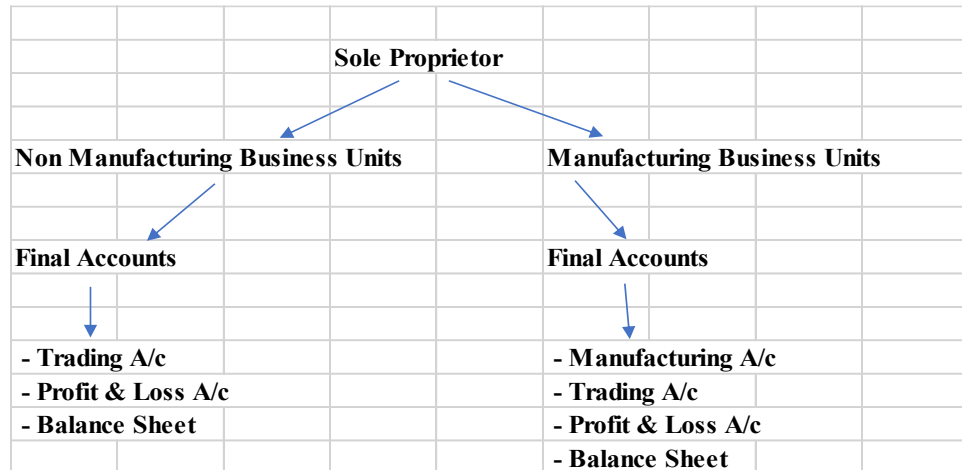 Sole Proprietor
Non Manufacturing Business Units
Manufacturing Business Units
Final Accounts
Final Accounts
- Trading A/c
- Profit & Loss A/c
- Balance Sheet
- Manufacturing A/c
- Trading A/c
- Profit & Loss A/c
- Balance Sheet